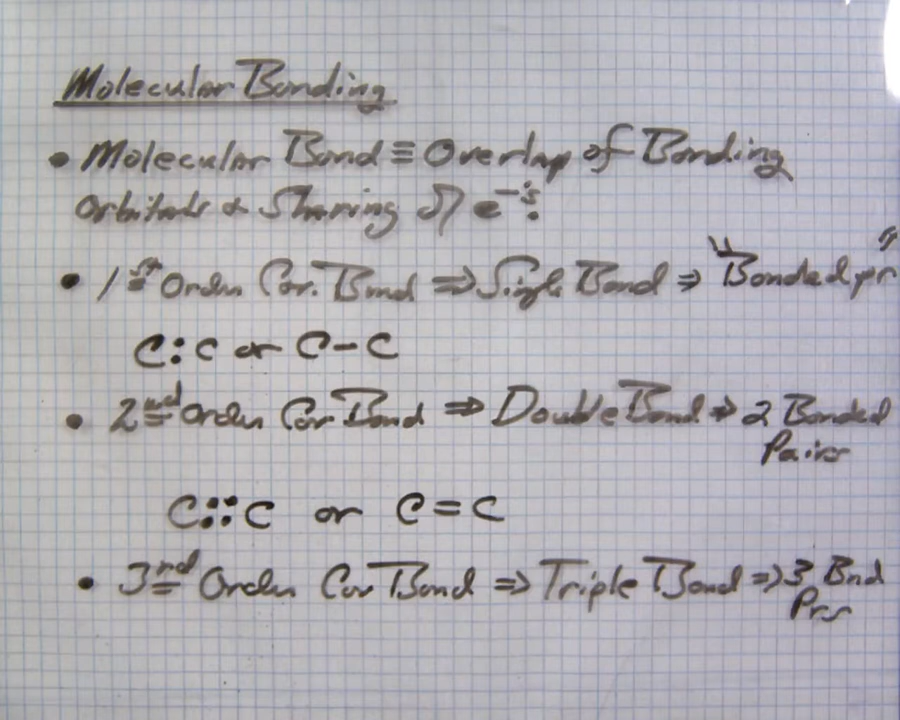 Molecular Bonding
• Molecular Bond ≡ Overlap of Bonding
Orbitals & Sharing of e⁻'s.
• 1st Order Cov. Bond ⇒ Single Bond ⇒ "Bonded pr"
C:C or C-C
• 2nd Order Cov Bond ⇒ Double Bond ⇒ 2 Bonded
Pairs
C::C or C=C
• 3rd Order Cov Bond ⇒ Triple Bond ⇒ 3 Bnd
Prs